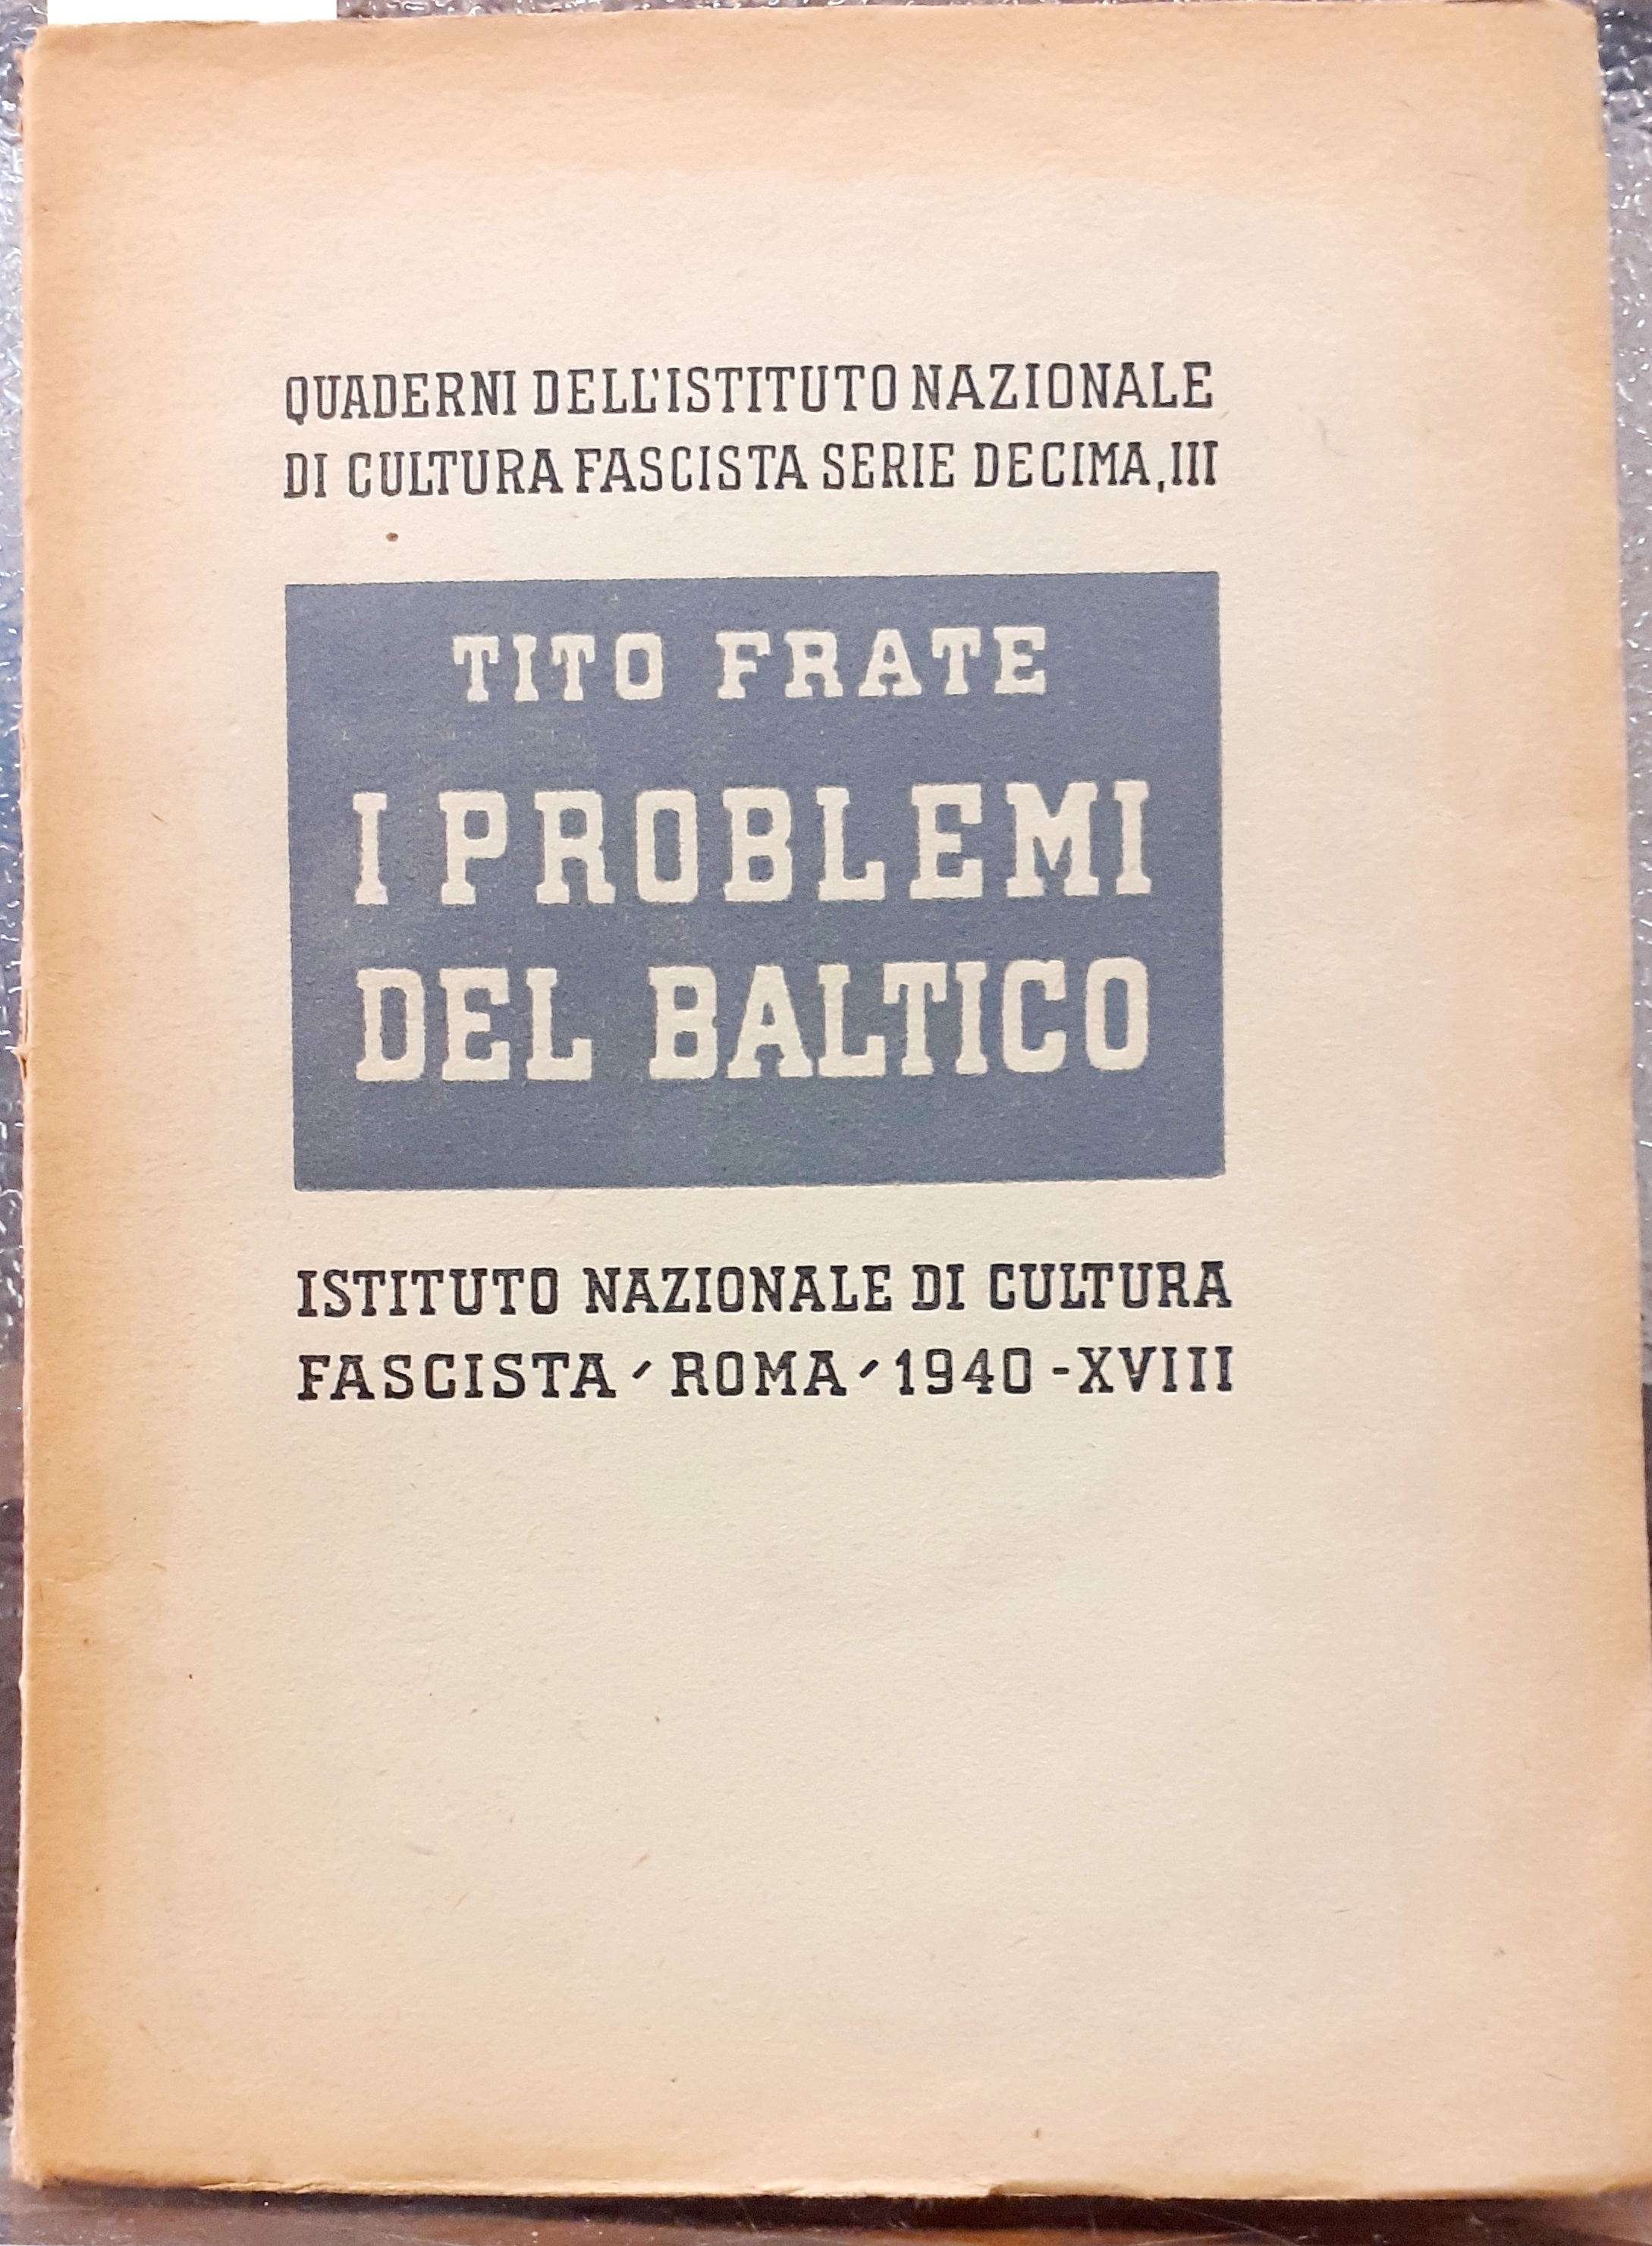 QUADERNI DELL'ISTITUTO NAZIONALE
DI CULTURA FASCISTA SERIE DECIMA, III
TITO FRATE
I PROBLEMI
DEL BALTICO
ISTITUTO NAZIONALE DI CULTURA
FASCISTA - ROMA - 1940 - XVIII